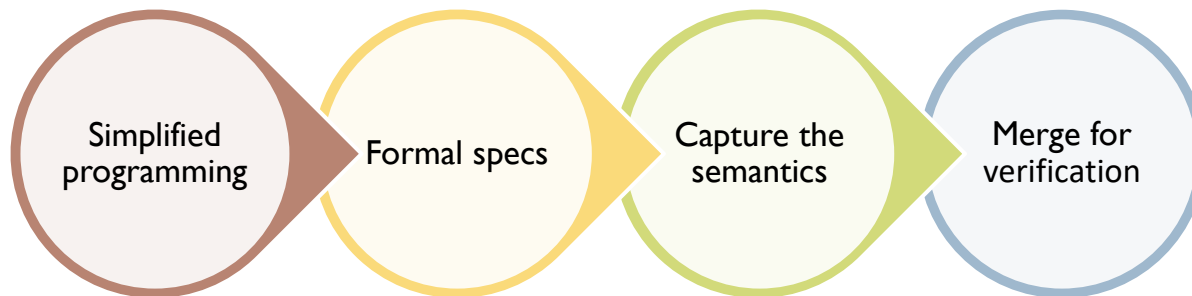 Simplified
programming
Formal specs
Capture the
semantics
Merge for
verification